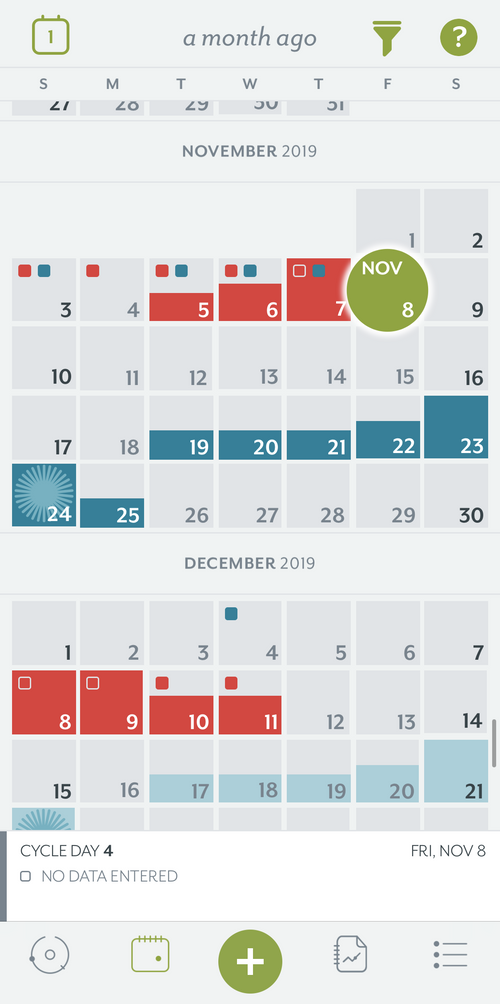 1
a month ago
?
S M T W T F S
27 28 29 30 31
NOVEMBER 2019
1 2
NOV
3 4 5 6 7 8 9
10 11 12 13 14 15 16
17 18 19 20 21 22 23
24 25 26 27 28 29 30
DECEMBER 2019
1 2 3 4 5 6 7
8 9 10 11 12 13 14
15 16 17 18 19 20 21
CYCLE DAY 4 FRI, NOV 8
NO DATA ENTERED